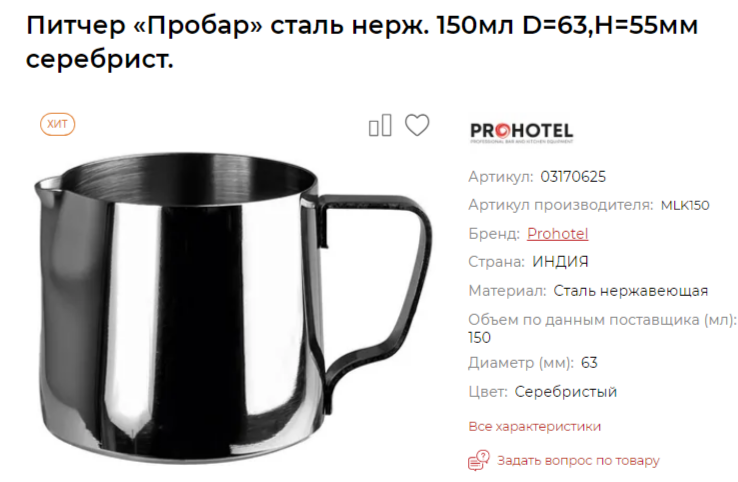 Питчер «Пробар» сталь нерж. 150мл D=63,H=55мм
серебрист.
ХИТ
PROHOTEL
PROFESSIONAL BAR AND KITCHEN EQUIPMENT
Артикул: 03170625
Артикул производителя: MLK150
Бренд: Prohotel
Страна: ИНДИЯ
Материал: Сталь нержавеющая
Объем по данным поставщика (мл):
150
Диаметр (мм): 63
Цвет: Серебристый
Все характеристики
Задать вопрос по товару